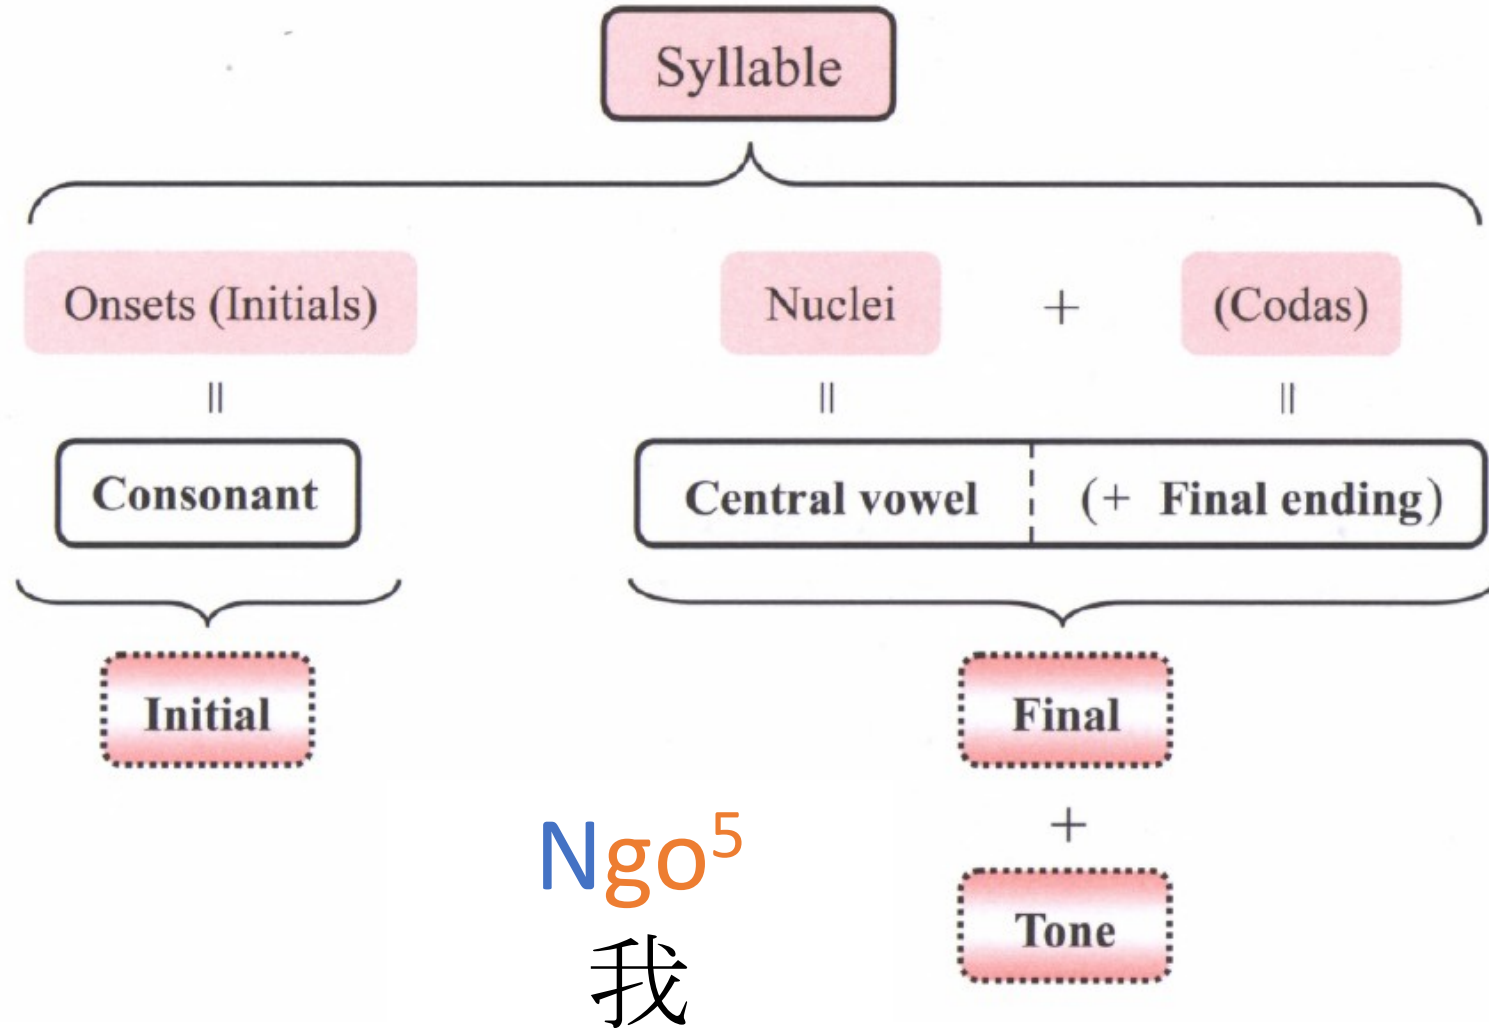 Syllable
Onsets (Initials) Nuclei + (Codas)
|| || ||
Consonant Central vowel (+ Final ending)
Initial Final
+
Ngo⁵ Tone
我